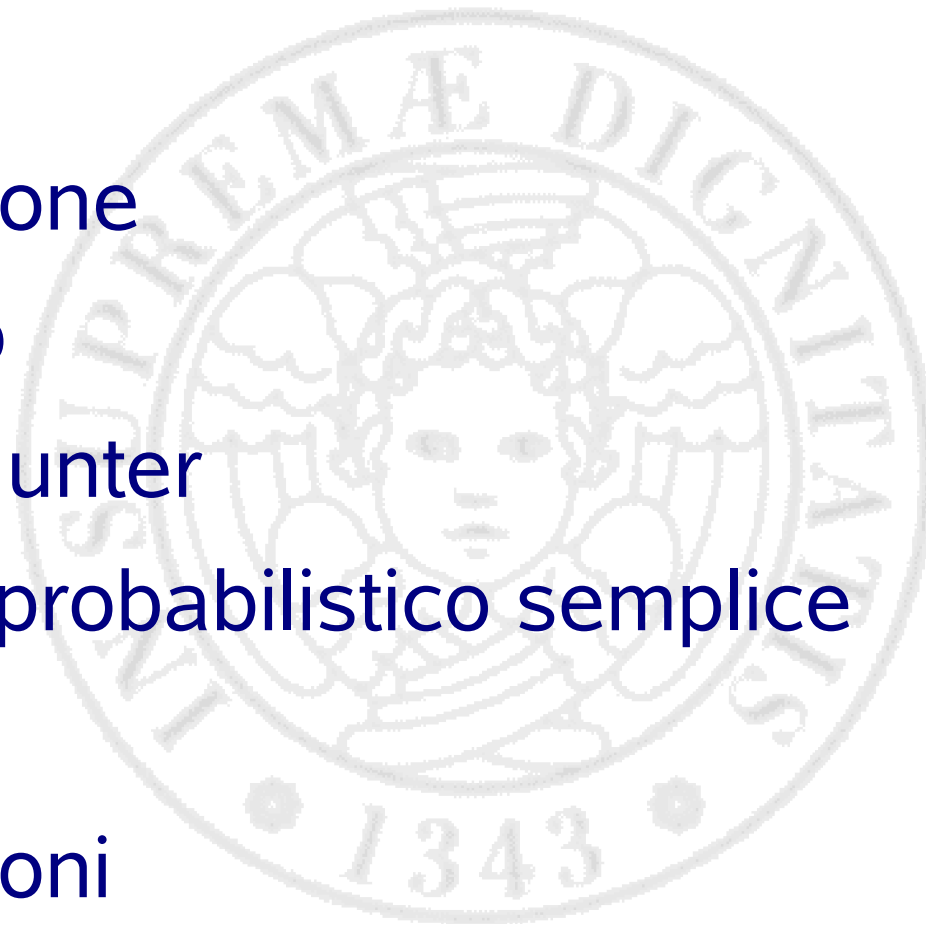 one
o
unter
probabilistico semplice
oni
IN SUPREMÆ DIGNITATIS
1343